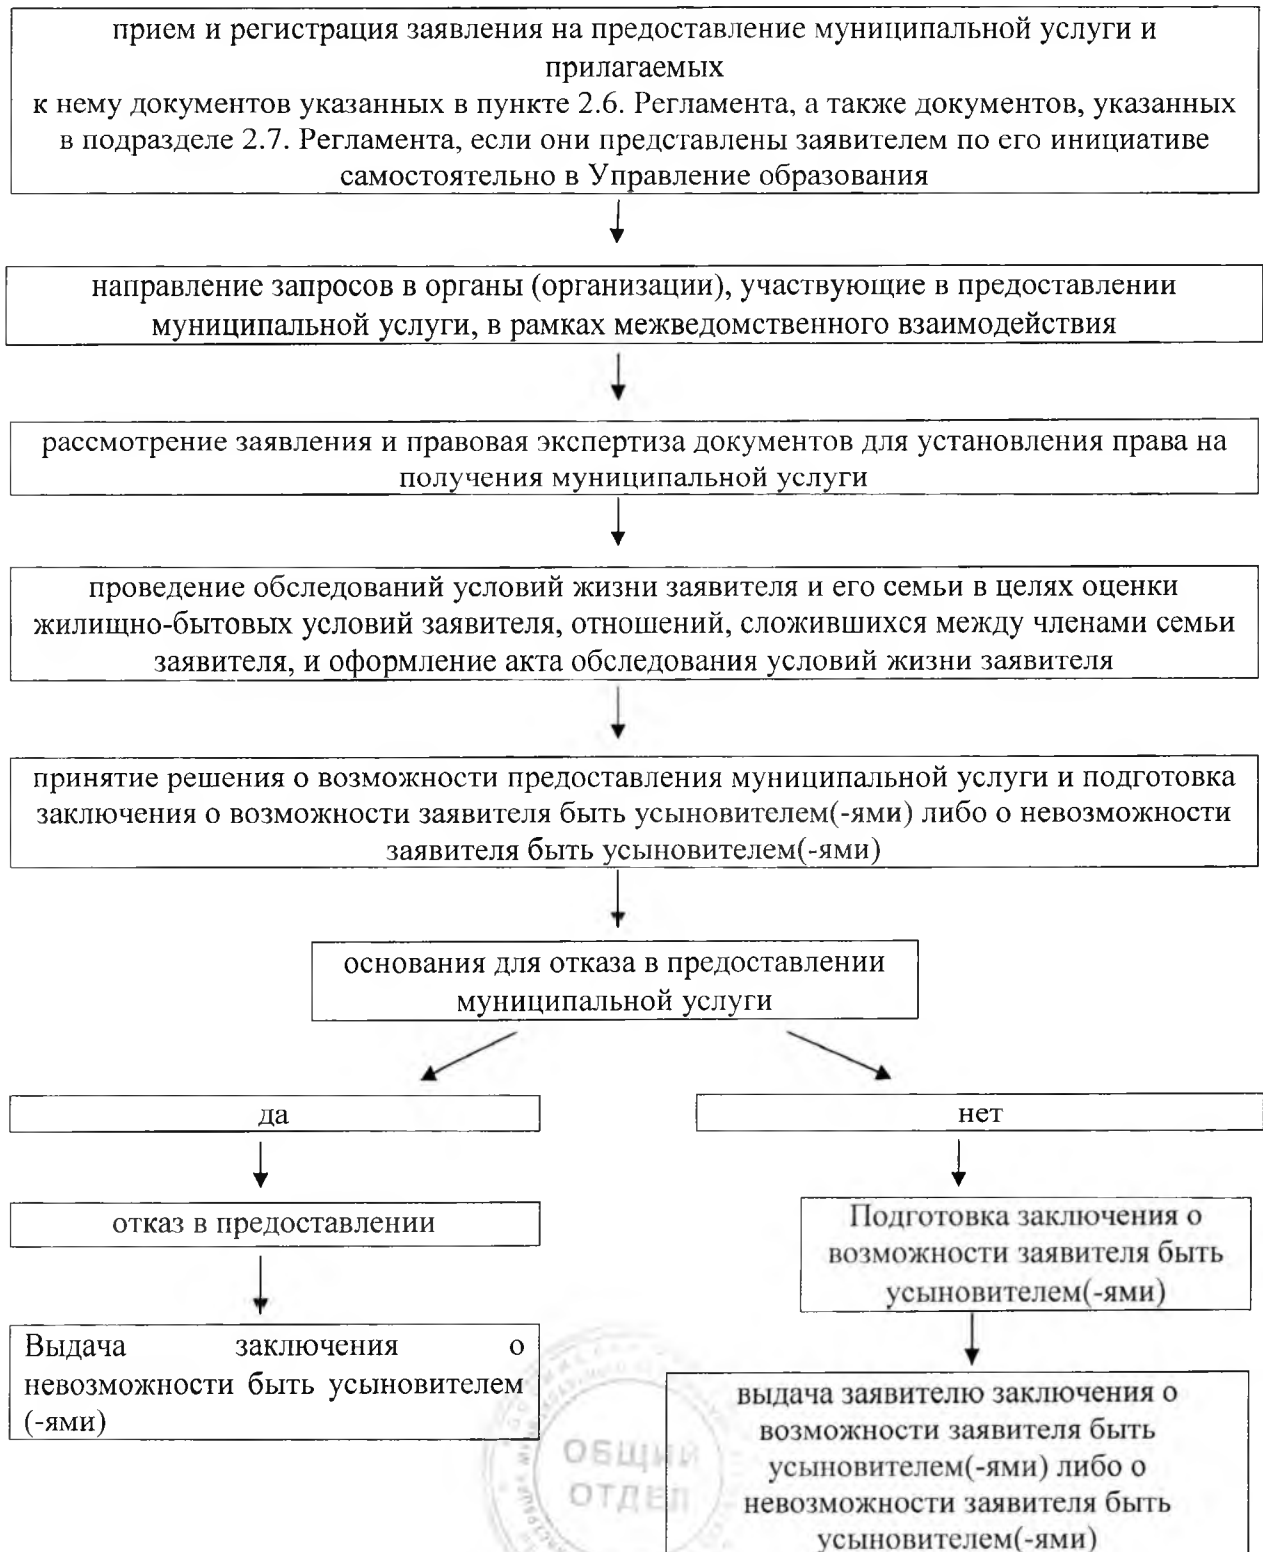 прием и регистрация заявления на предоставление муниципальной услуги и
прилагаемых
к нему документов указанных в пункте 2.6. Регламента, а также документов, указанных
в подразделе 2.7. Регламента, если они представлены заявителем по его инициативе
самостоятельно в Управление образования
направление запросов в органы (организации), участвующие в предоставлении
муниципальной услуги, в рамках межведомственного взаимодействия
рассмотрение заявления и правовая экспертиза документов для установления права на
получения муниципальной услуги
проведение обследований условий жизни заявителя и его семьи в целях оценки
жилищно-бытовых условий заявителя, отношений, сложившихся между членами семьи
заявителя, и оформление акта обследования условий жизни заявителя
принятие решения о возможности предоставления муниципальной услуги и подготовка
заключения о возможности заявителя быть усыновителем(-ями) либо о невозможности
заявителя быть усыновителем(-ями)
основания для отказа в предоставлении
муниципальной услуги
да
нет
отказ в предоставлении
Подготовка заключения о
возможности заявителя быть
усыновителем(-ями)
Выдача заключения о
невозможности быть усыновителем
(-ями)
выдача заявителю заключения о
возможности заявителя быть
усыновителем(-ями) либо о
невозможности заявителя быть
усыновителем(-ями)
ОБЩИЙ
ОТДЕЛ